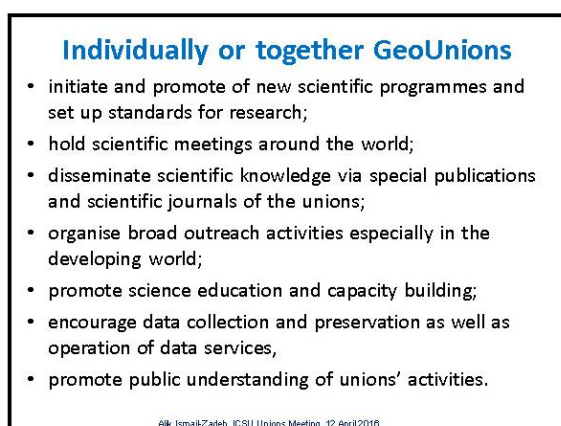 Individually or together GeoUnions
• initiate and promote of new scientific programmes and
set up standards for research;
• hold scientific meetings around the world;
• disseminate scientific knowledge via special publications
and scientific journals of the unions;
• organise broad outreach activities especially in the
developing world;
• promote science education and capacity building;
• encourage data collection and preservation as well as
operation of data services,
• promote public understanding of unions' activities.
Alik Ismail-Zadeh, ICSU Unions Meeting, 12 April 2016